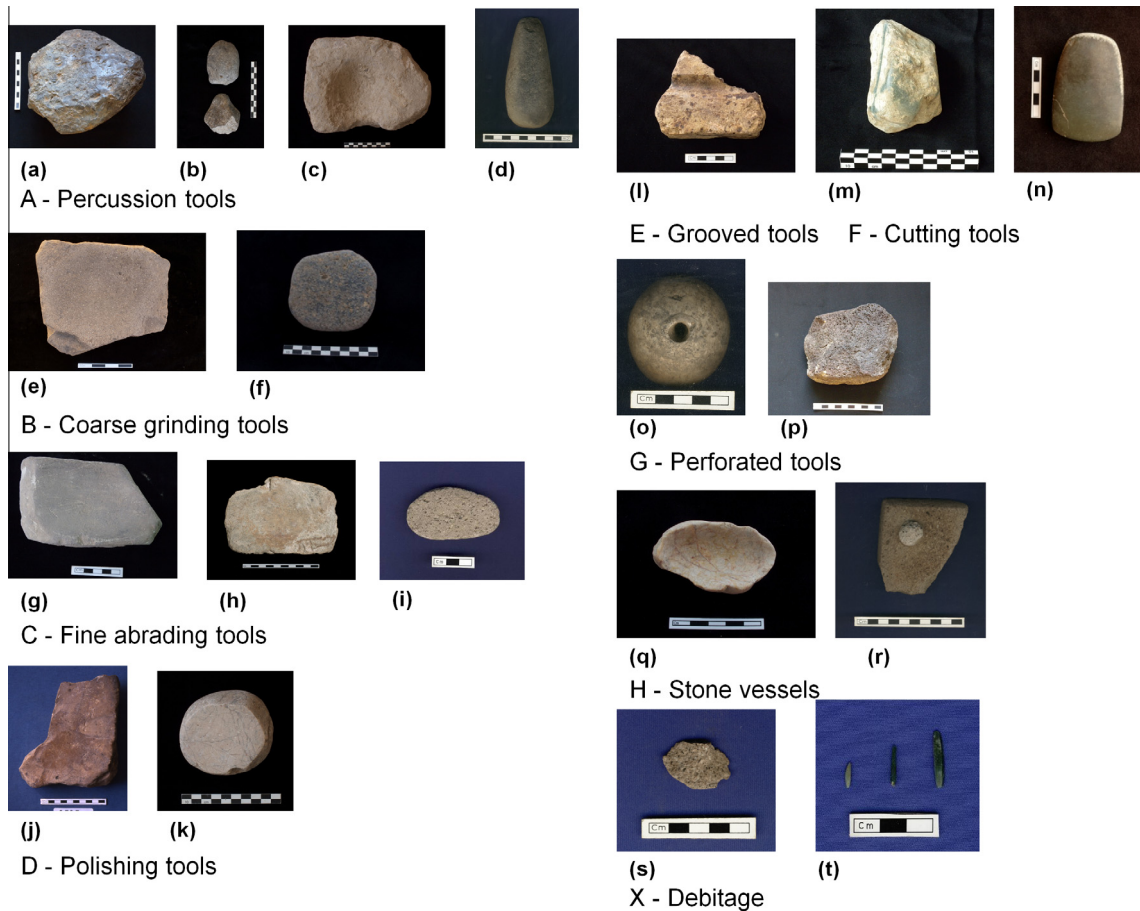 (a) (b) (c) (d)
A - Percussion tools
(e) (f)
B - Coarse grinding tools
(g) (h) (i)
C - Fine abrading tools
(j) (k)
D - Polishing tools
(l) (m) (n)
E - Grooved tools F - Cutting tools
Cm
(o) (p)
G - Perforated tools
(q) (r)
H - Stone vessels
Cm
Cm
(s) (t)
X - Debitage